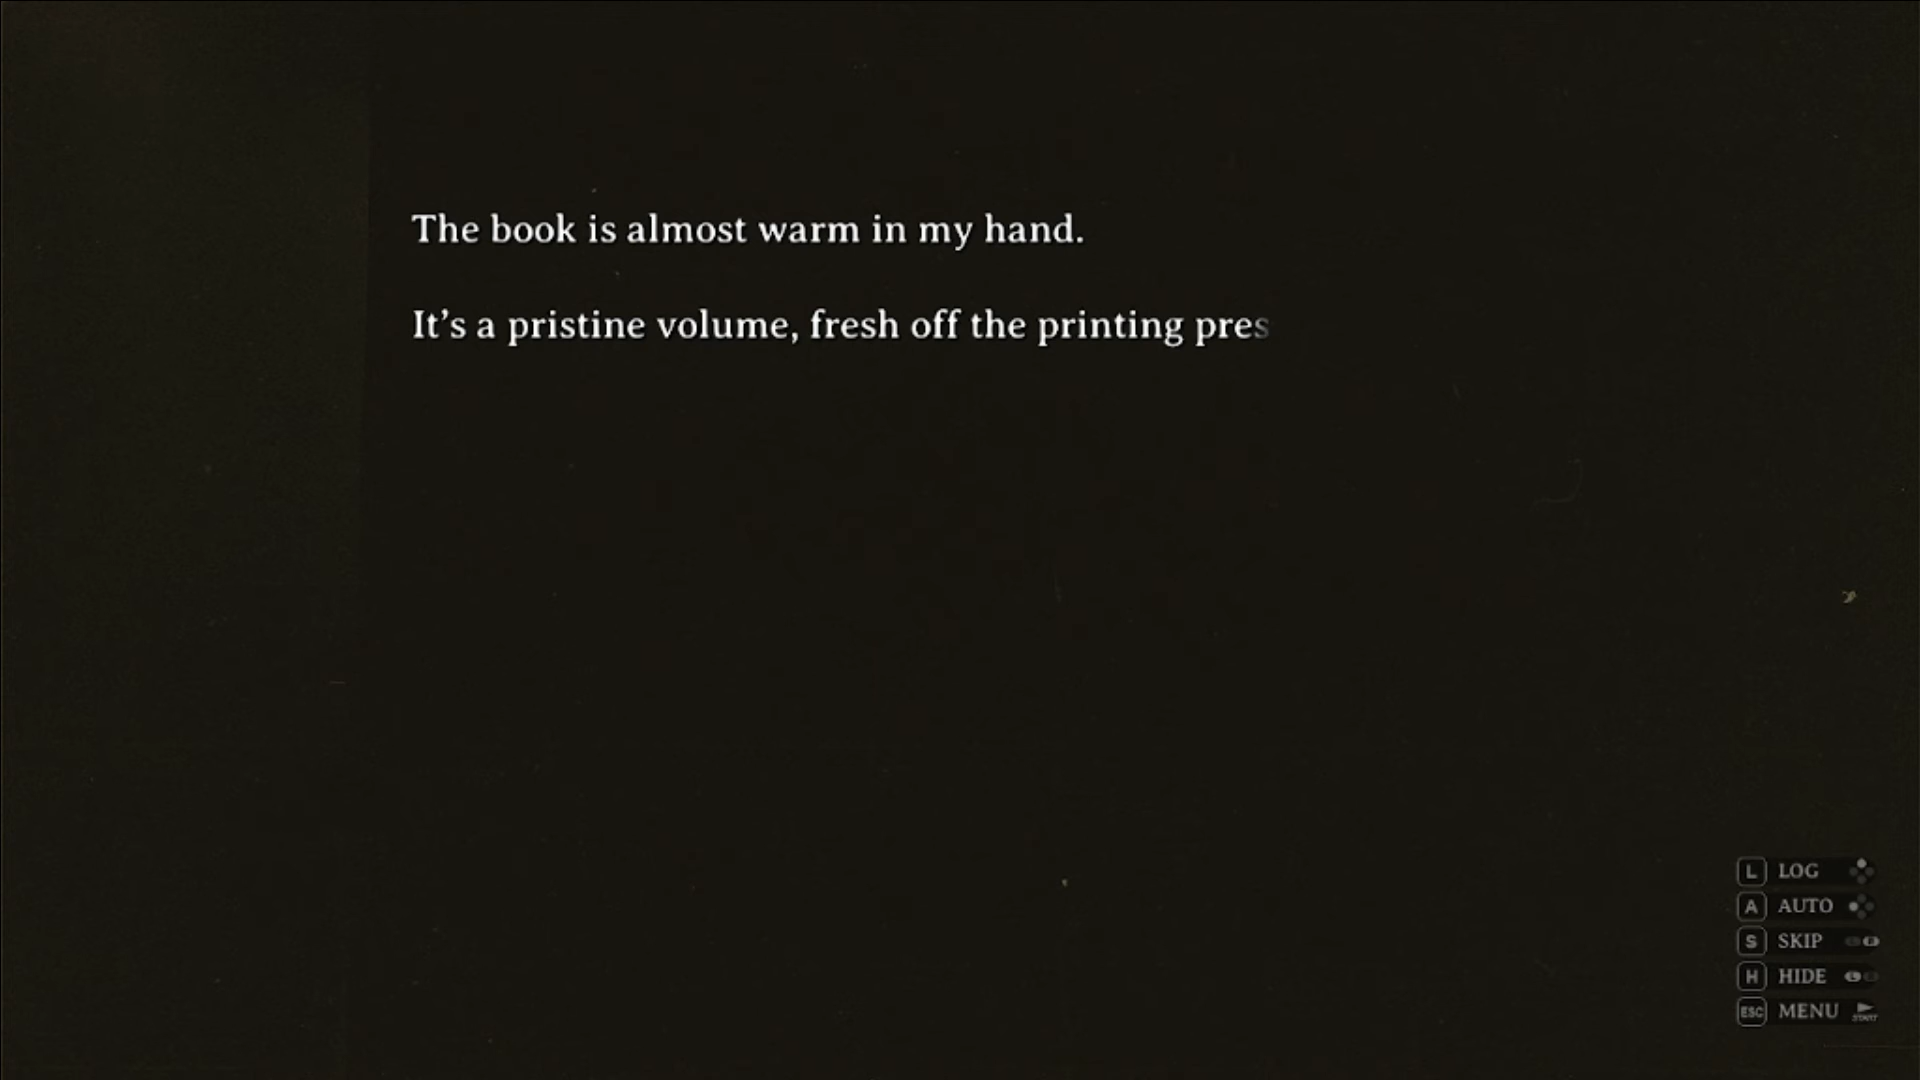 The book is almost warm in my hand.
It’s a pristine volume, fresh off the printing pres
L LOG
A AUTO
S SKIP
H HIDE
ESC MENU
START